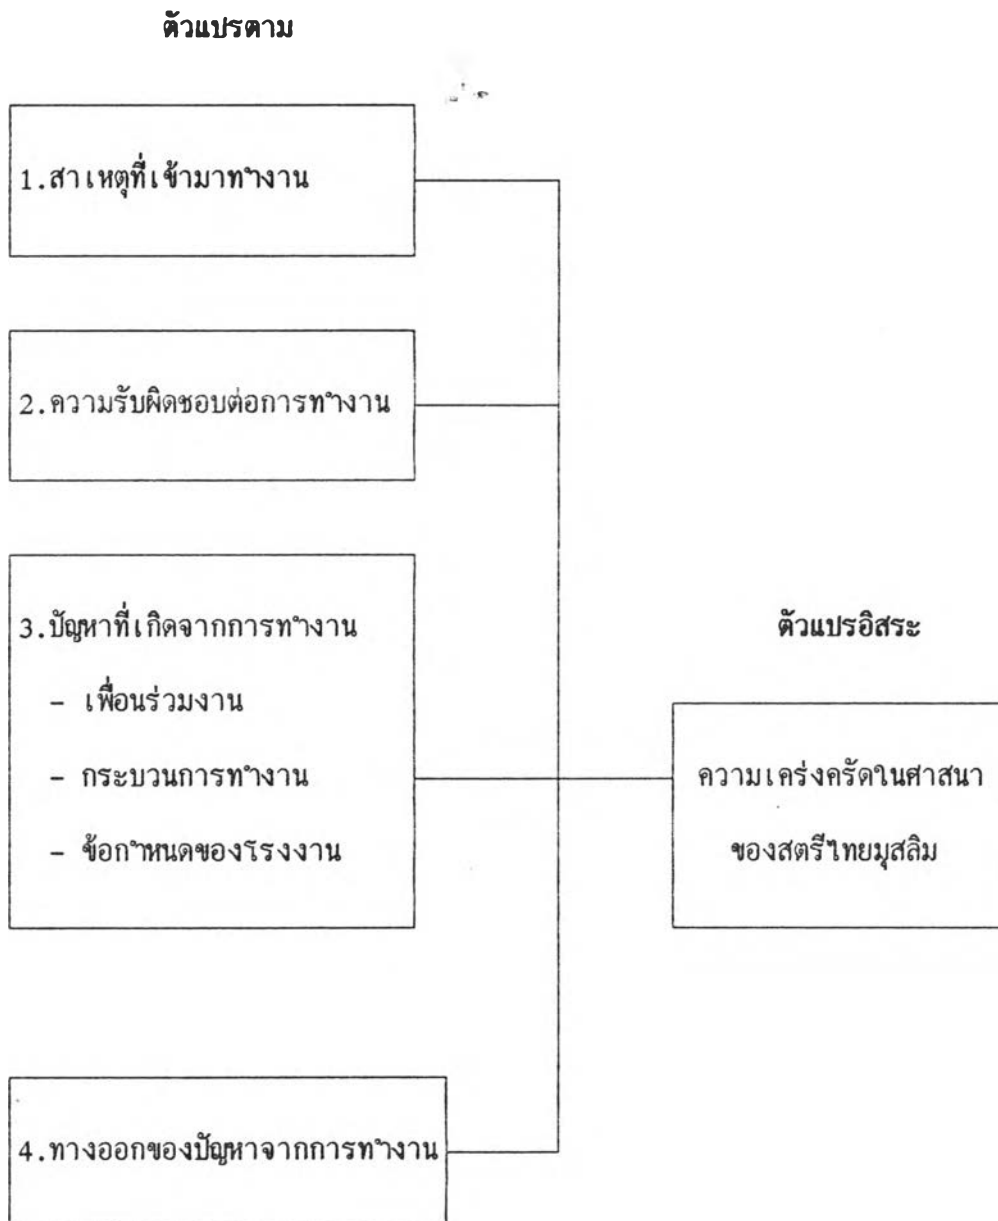 ตัวแปรตาม
1.สาเหตุที่เข้ามาทำงาน
2.ความรับผิดชอบต่อการทำงาน
3.ปัญหาที่เกิดจากการทำงาน
- เพื่อนร่วมงาน
- กระบวนการทำงาน
- ข้อกำหนดของโรงงาน
ตัวแปรอิสระ
ความเคร่งครัดในศาสนา
ของสตรีไทยมุสลิม
4.ทางออกของปัญหาจากการทำงาน